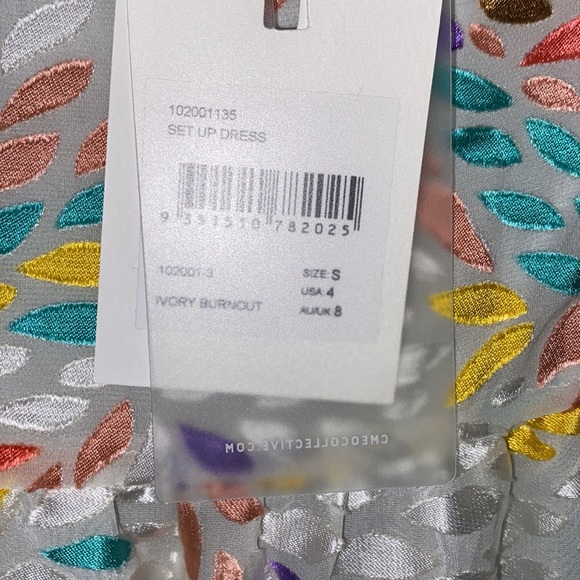 102001135
SET UP DRESS
9 351510 782025
102001-3
SIZE: S
USA: 4
IVORY BURNOUT
AU/UK: 8
CMEOCOLLECTIVE.COM